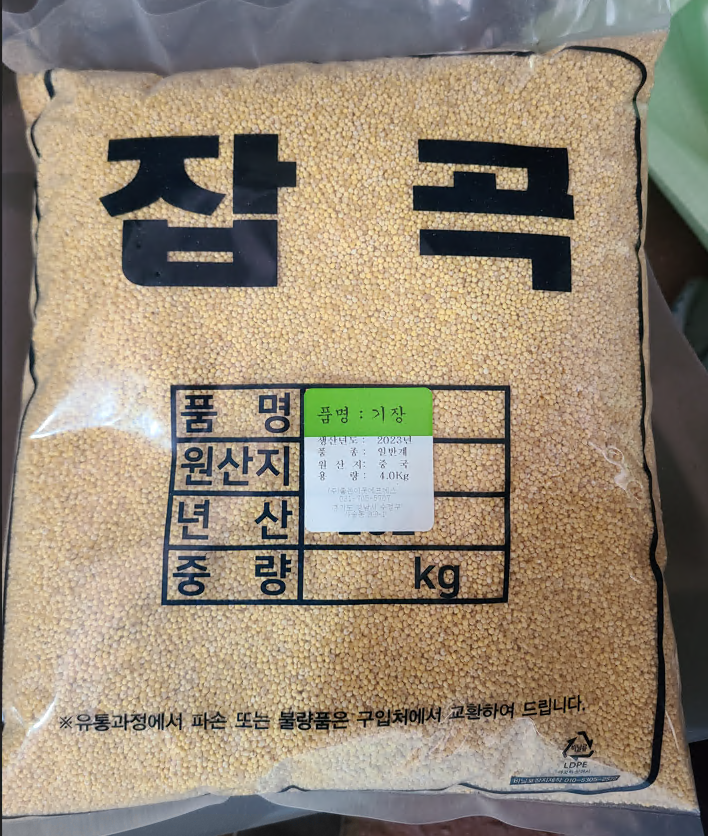 잡곡
품명
품명 : 기장
생산년도 : 2023년
품 종 : 일반계
원산지
원 산 지 : 중 국
용 량 : 4.0Kg
년 산
중 량 kg
※유통과정에서 파손 또는 불량품은 구입처에서 교환하여 드립니다.
LDPE